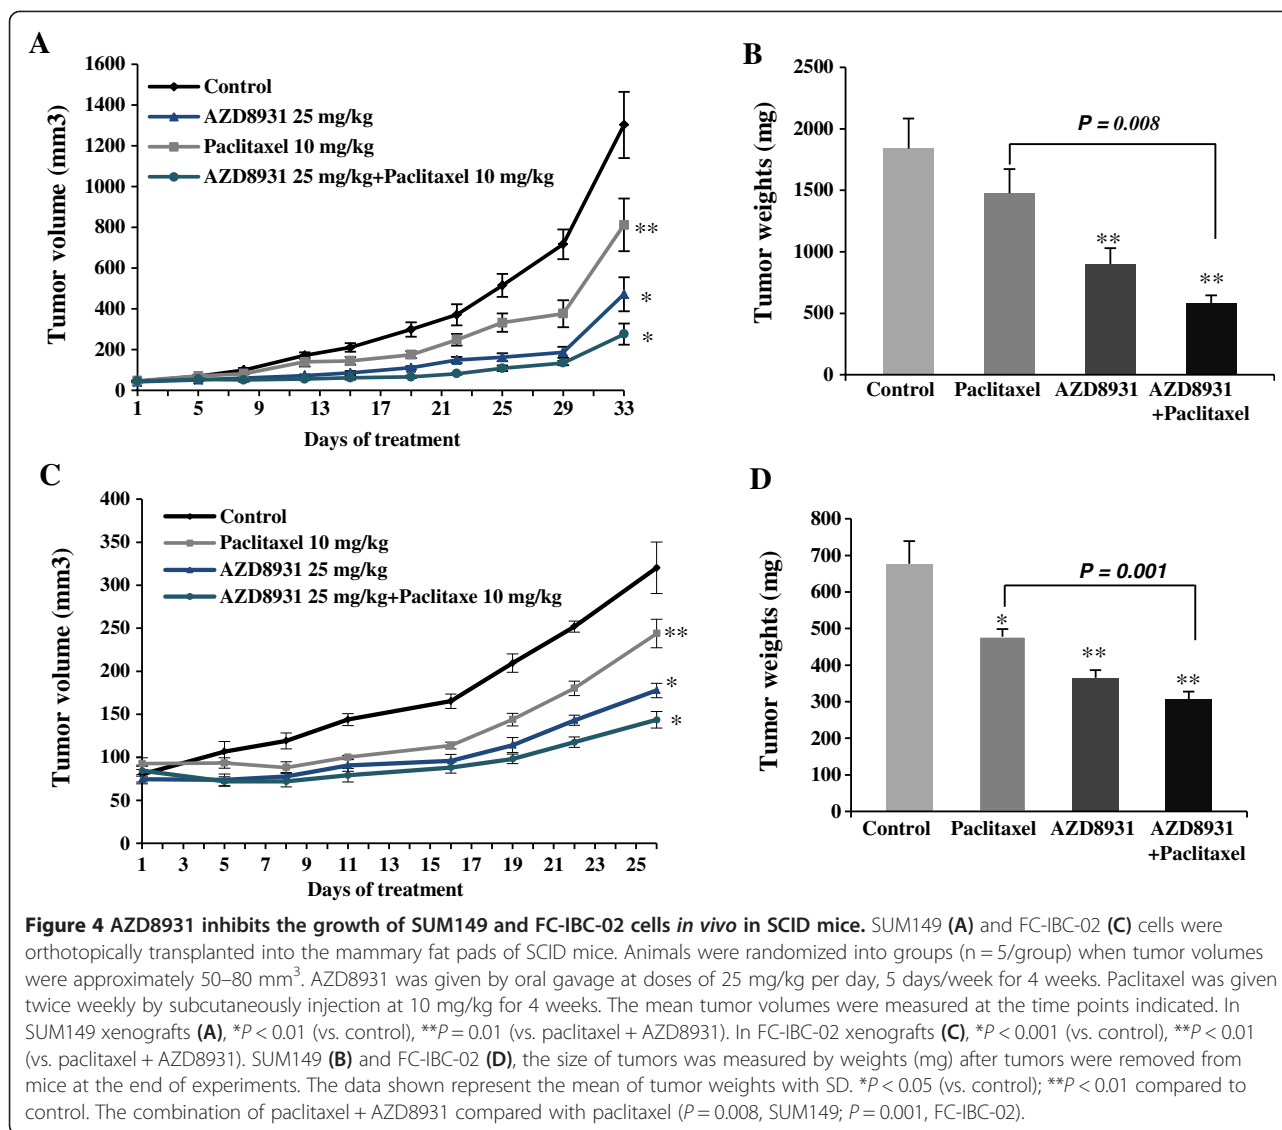 A
Tumor volume (mm3)
1600
1400
1200
1000
800
600
400
200
0
Control
AZD8931 25 mg/kg
Paclitaxel 10 mg/kg
AZD8931 25 mg/kg+Paclitaxel 10 mg/kg
**
*
*
1 5 9 13 17 21 25 29 33
Days of treatment
B
Tumor weights (mg)
2500
2000
1500
1000
500
0
P = 0.008
**
**
Control Paclitaxel AZD8931 AZD8931
+Paclitaxel
C
Tumor volume (mm3)
400
350
300
250
200
150
100
50
0
Control
Paclitaxel 10 mg/kg
AZD8931 25 mg/kg
AZD8931 25 mg/kg+Paclitaxe 10 mg/kg
**
*
*
1 3 5 7 9 11 13 15 17 19 21 23 25
Days of treatment
D
Tumor weights (mg)
800
700
600
500
400
300
200
100
0
P = 0.001
*
**
**
Control Paclitaxel AZD8931 AZD8931
+Paclitaxel
Figure 4 AZD8931 inhibits the growth of SUM149 and FC-IBC-02 cells in vivo in SCID mice. SUM149 (A) and FC-IBC-02 (C) cells were
orthotopically transplanted into the mammary fat pads of SCID mice. Animals were randomized into groups (n = 5/group) when tumor volumes
were approximately 50–80 mm³. AZD8931 was given by oral gavage at doses of 25 mg/kg per day, 5 days/week for 4 weeks. Paclitaxel was given
twice weekly by subcutaneously injection at 10 mg/kg for 4 weeks. The mean tumor volumes were measured at the time points indicated. In
SUM149 xenografts (A), *P < 0.01 (vs. control), **P = 0.01 (vs. paclitaxel + AZD8931). In FC-IBC-02 xenografts (C), *P < 0.001 (vs. control), **P < 0.01
(vs. paclitaxel + AZD8931). SUM149 (B) and FC-IBC-02 (D), the size of tumors was measured by weights (mg) after tumors were removed from
mice at the end of experiments. The data shown represent the mean of tumor weights with SD. *P < 0.05 (vs. control); **P < 0.01 compared to
control. The combination of paclitaxel + AZD8931 compared with paclitaxel (P = 0.008, SUM149; P = 0.001, FC-IBC-02).